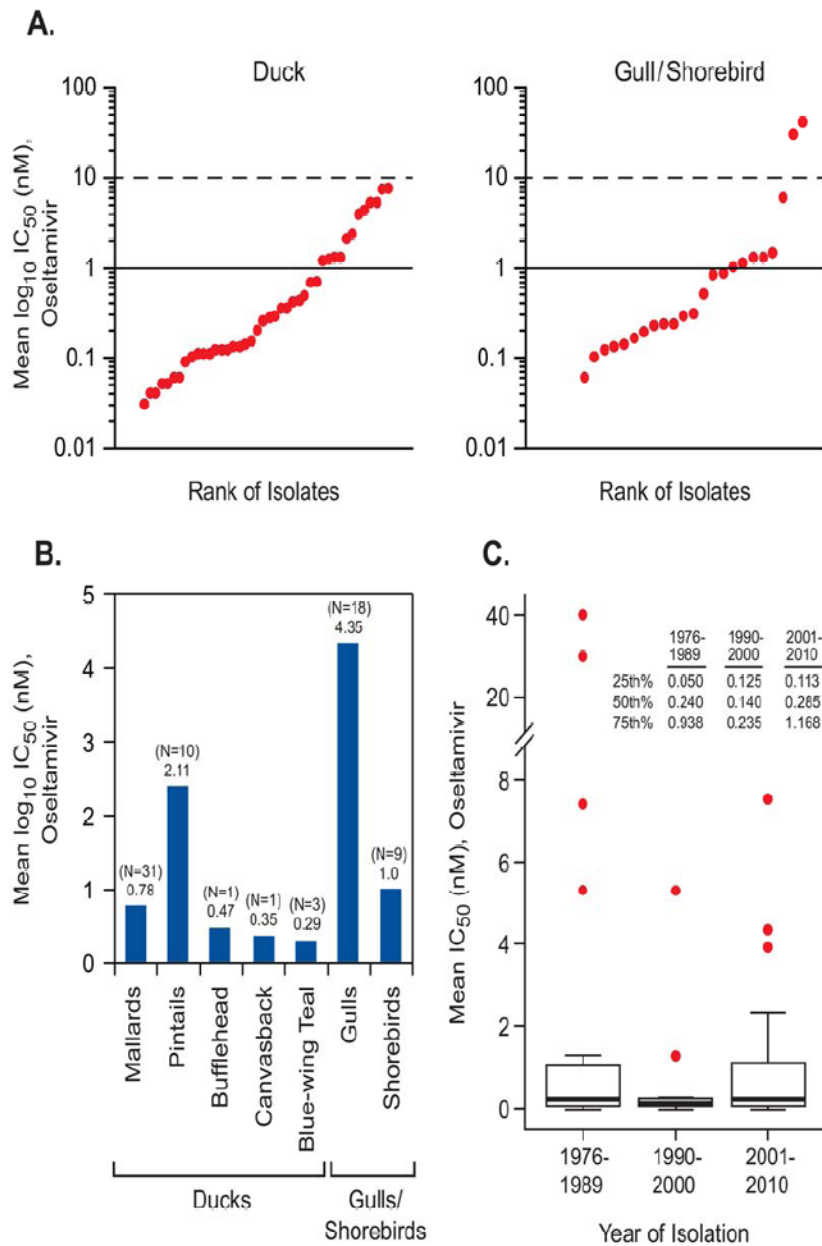 A.
Duck
Gull/Shorebird
Mean log10 IC50 (nM),
Oseltamivir
100
10
1
0.1
0.01
100
10
1
0.1
0.01
Rank of Isolates
Rank of Isolates
B.
Mean log10 IC50 (nM),
Oseltamivir
5
4
3
2
1
0
(N=31)
0.78
(N=10)
2.11
(N=1)
0.47
(N=1)
0.35
(N=3)
0.29
(N=18)
4.35
(N=9)
1.0
Mallards
Pintails
Bufflehead
Canvasback
Blue-wing Teal
Gulls
Shorebirds
Ducks
Gulls/
Shorebirds
C.
Mean IC50 (nM), Oseltamivir
40
20
8
6
4
2
0
1976-1989 1990-2000 2001-2010
25th% 0.050 0.125 0.113
50th% 0.240 0.140 0.285
75th% 0.938 0.235 1.168
1976-
1989
1990-
2000
2001-
2010
Year of Isolation